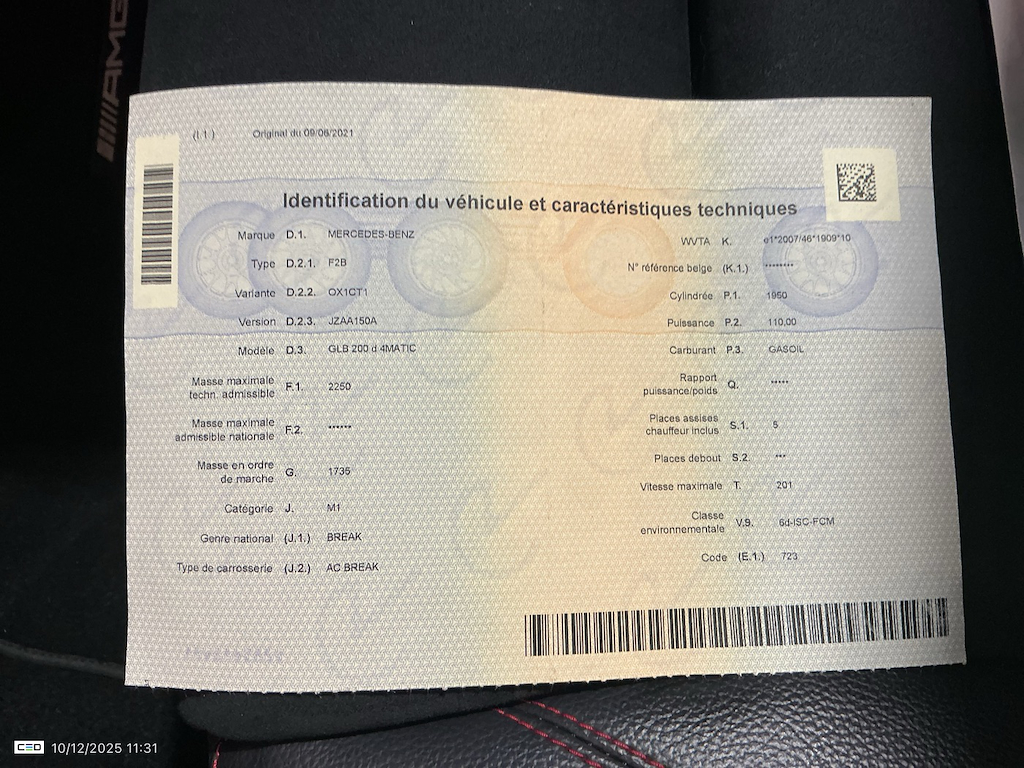 AMG
(I.1) Original du 09/06/2021
Identification du véhicule et caractéristiques techniques
Marque D.1. MERCEDES-BENZ
Type D.2.1. F2B
Variante D.2.2. OX1CT1
Version D.2.3. JZAA150A
Modèle D.3. GLB 200 d 4MATIC
Masse maximale
techn. admissible F.1. 2250
Masse maximale
admissible nationale F.2. ******
Masse en ordre
de marche G. 1735
Catégorie J. M1
Genre national (J.1.) BREAK
Type de carrosserie (J.2.) AC BREAK
WVTA K. e1*2007/46*1909*10
N° référence belge (K.1.) ********
Cylindrée P.1. 1950
Puissance P.2. 110,00
Carburant P.3. GASOIL
Rapport
puissance/poids Q. *****
Places assises
chauffeur inclus S.1. 5
Places debout S.2. ***
Vitesse maximale T. 201
Classe
environnementale V.9. 6d-ISC-FCM
Code (E.1.) 723
CEO 10/12/2025 11:31